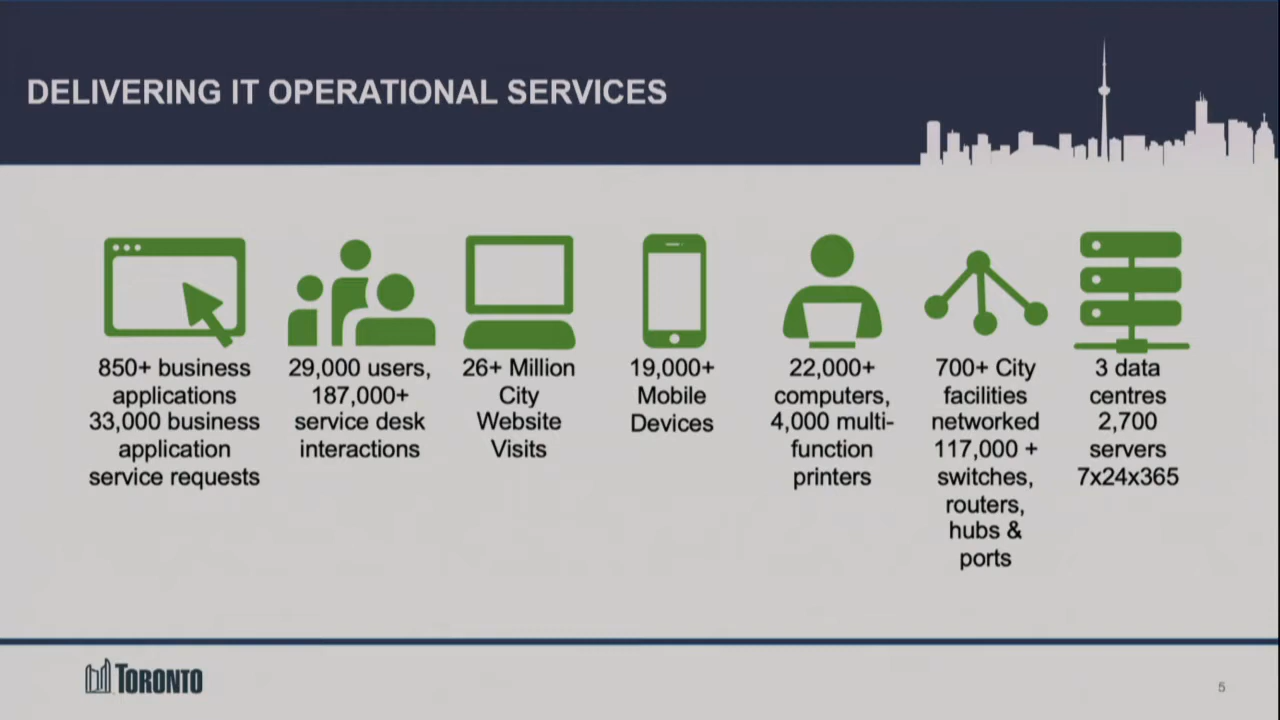 DELIVERING IT OPERATIONAL SERVICES
850+ business
applications
33,000 business
application
service requests
29,000 users,
187,000+
service desk
interactions
26+ Million
City
Website
Visits
19,000+
Mobile
Devices
22,000+
computers,
4,000 multi-
function
printers
700+ City
facilities
networked
117,000 +
switches,
routers,
hubs &
ports
3 data
centres
2,700
servers
7x24x365
TORONTO
5